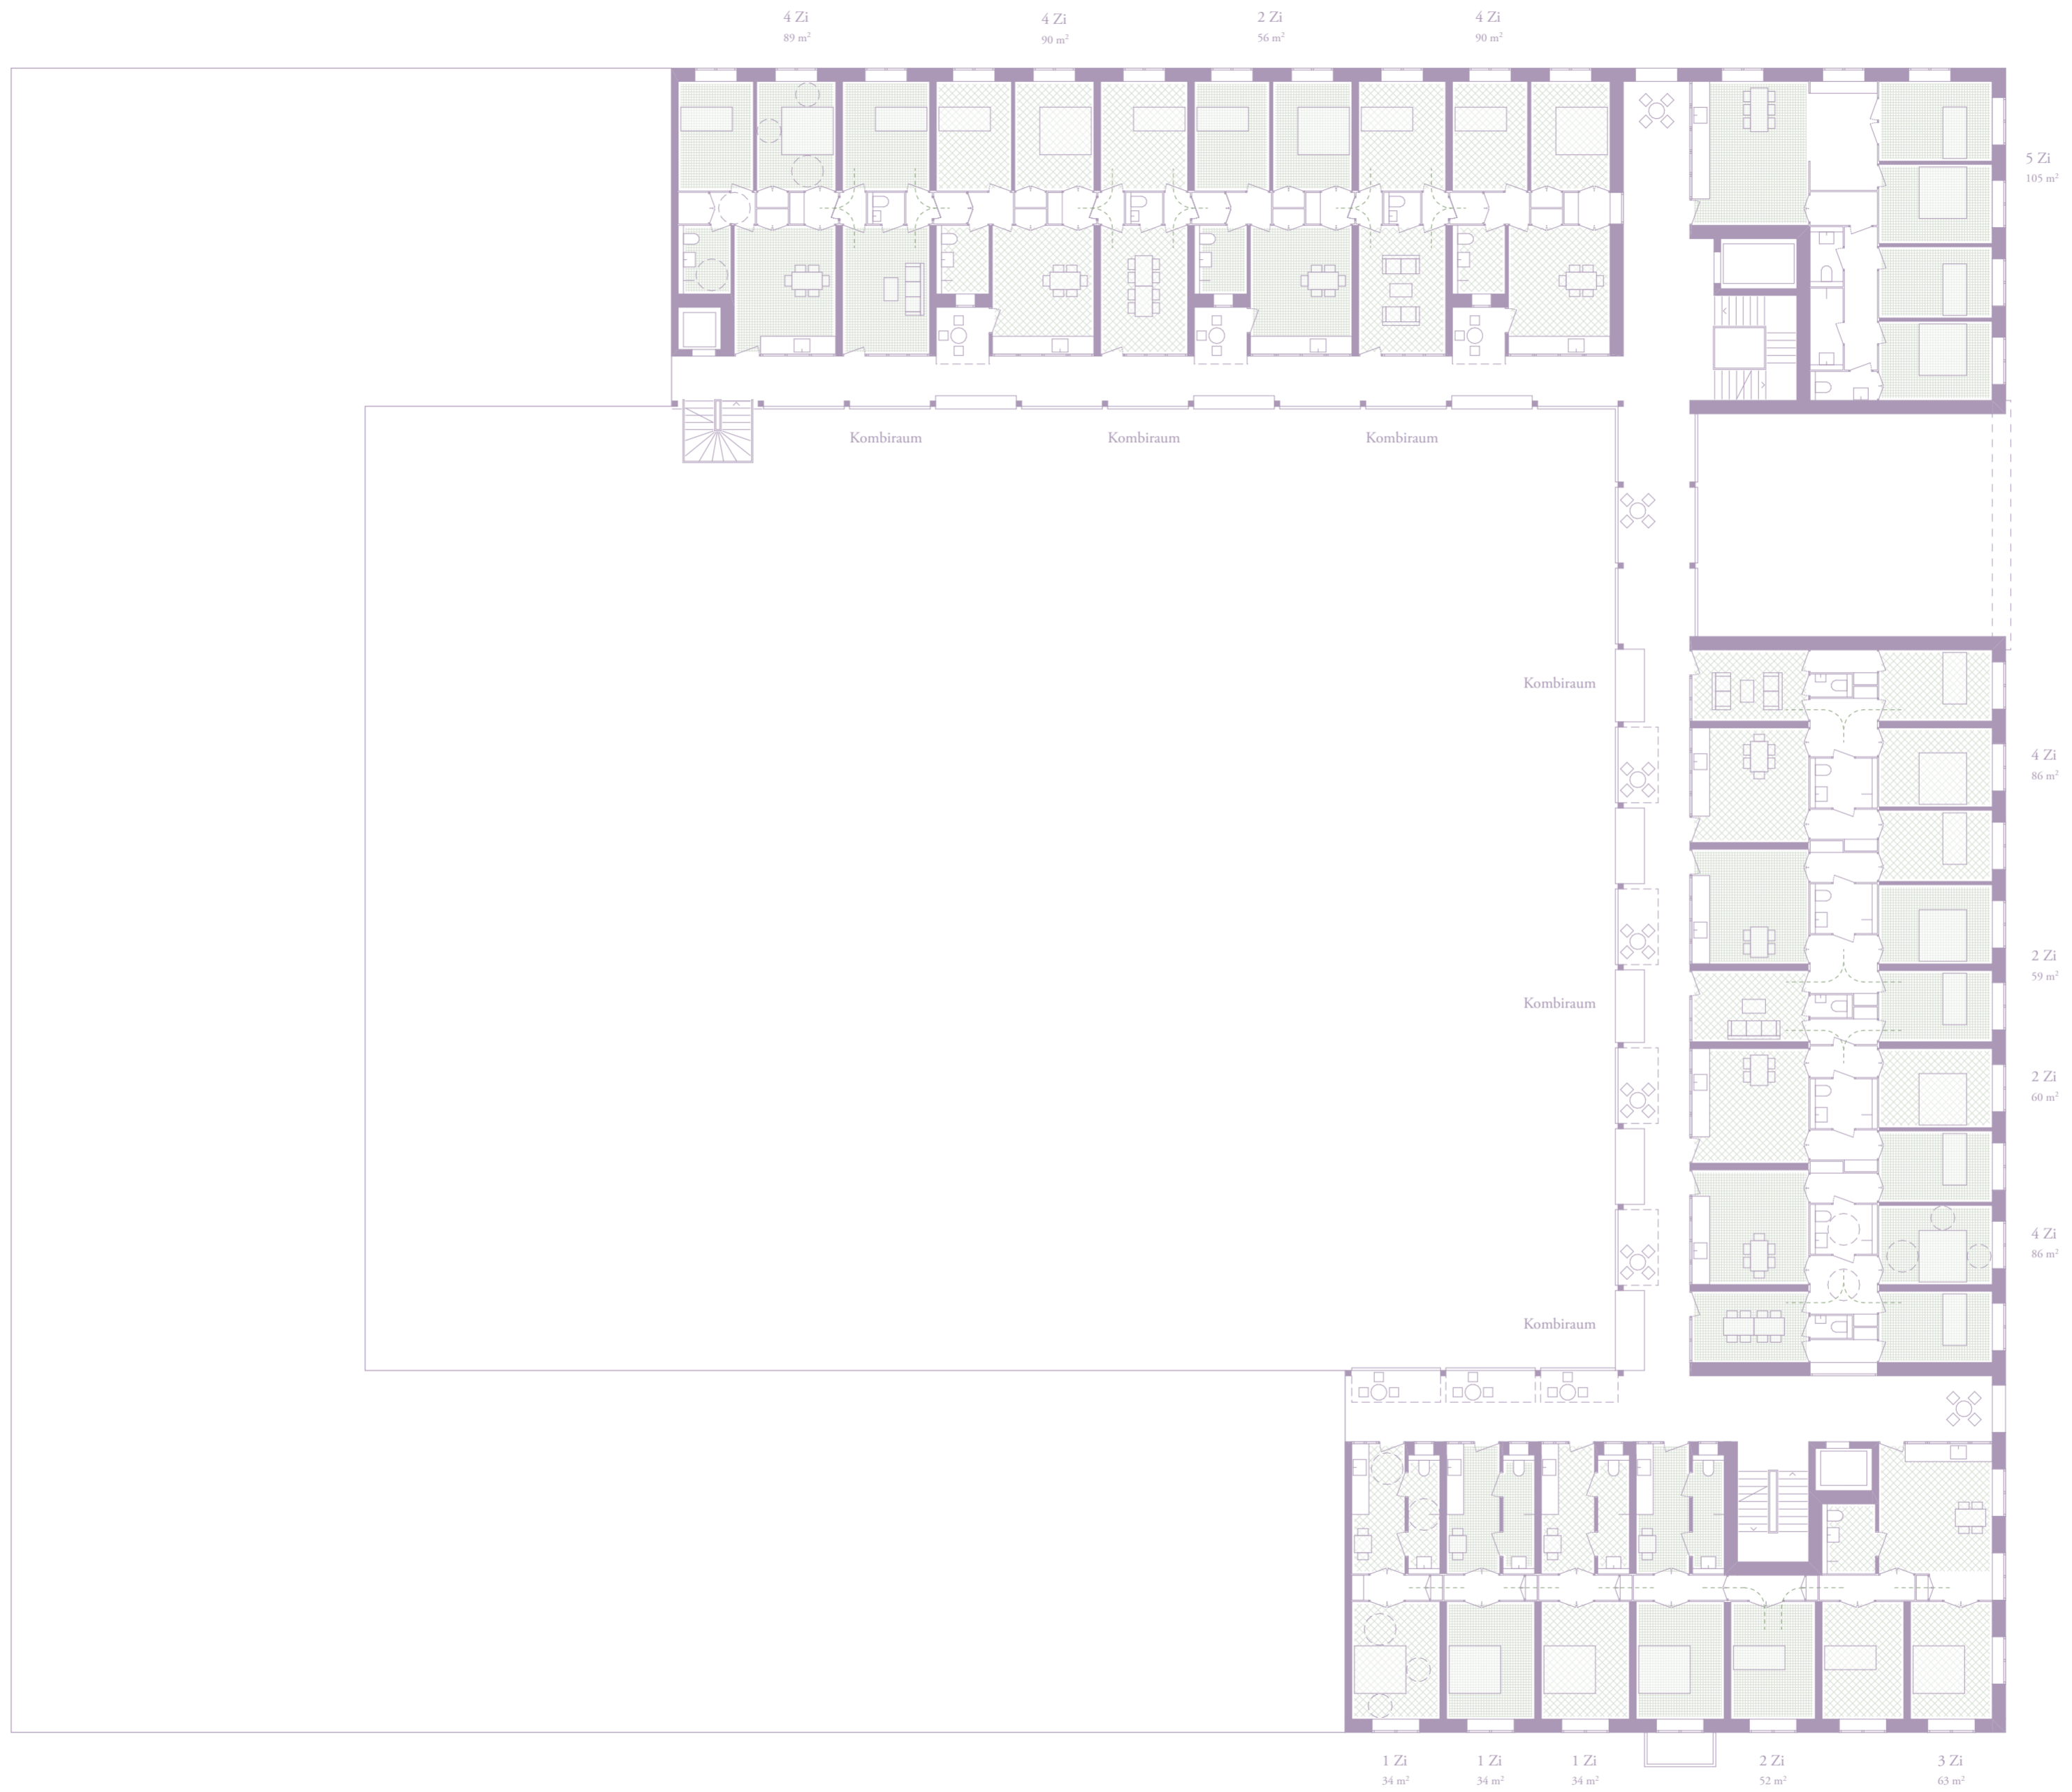 4 Zi
89 m²
4 Zi
90 m²
2 Zi
56 m²
4 Zi
90 m²
5 Zi
105 m²
Kombiraum
Kombiraum
Kombiraum
Kombiraum
4 Zi
86 m²
2 Zi
59 m²
Kombiraum
2 Zi
60 m²
4 Zi
86 m²
Kombiraum
1 Zi
34 m²
1 Zi
34 m²
1 Zi
34 m²
2 Zi
52 m²
3 Zi
63 m²